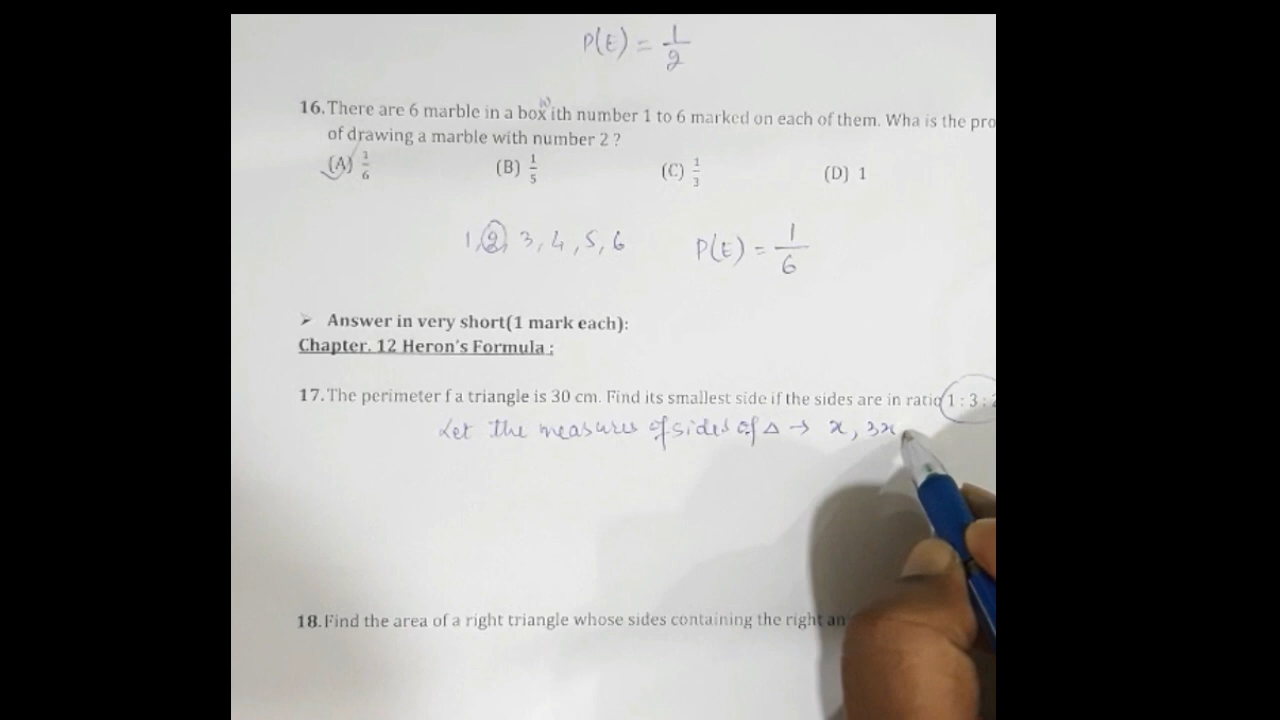 P(E) = 1/2
16. There are 6 marble in a box with number 1 to 6 marked on each of them. Wha is the pro
of drawing a marble with number 2 ?
(A) 1/6 (B) 1/5 (C) 1/3 (D) 1
1, 2, 3, 4, 5, 6 P(E) = 1/6
➢ Answer in very short(1 mark each):
Chapter. 12 Heron's Formula :
17. The perimeter f a triangle is 30 cm. Find its smallest side if the sides are in ratio 1 : 3 : 2
Let the measures of sides of Δ → x, 3x
18. Find the area of a right triangle whose sides containing the right an